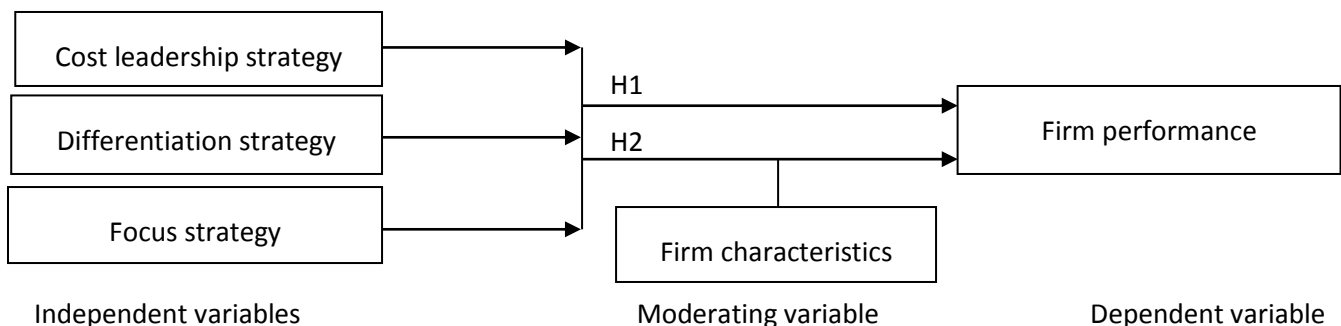 Cost leadership strategy
H1
Differentiation strategy
Firm performance
H2
Focus strategy
Firm characteristics
Independent variables
Moderating variable
Dependent variable